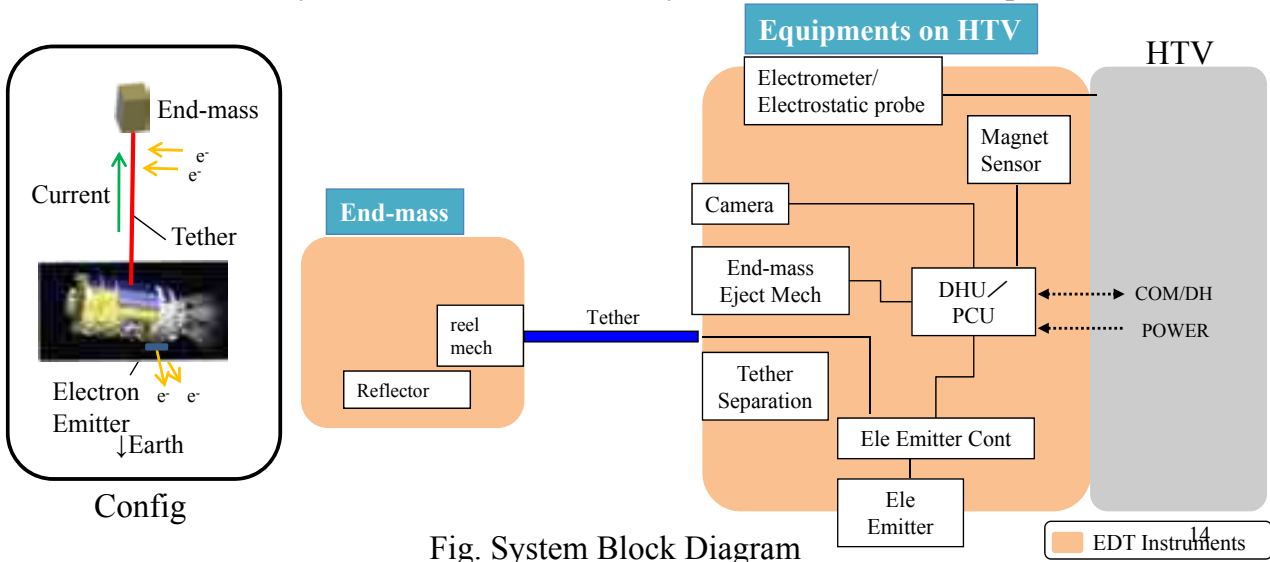 Equipments on HTV
HTV
Electrometer/
Electrostatic probe
Magnet
Sensor
Camera
End-mass
Eject Mech
DHU／
PCU
COM/DH
POWER
Tether
Separation
Ele Emitter Cont
Ele
Emitter
End-mass
reel
mech
Reflector
Tether
End-mass
e-
e-
Current
Tether
Electron
Emitter
e- e-
↓Earth
Config
Fig. System Block Diagram
EDT Instruments
14